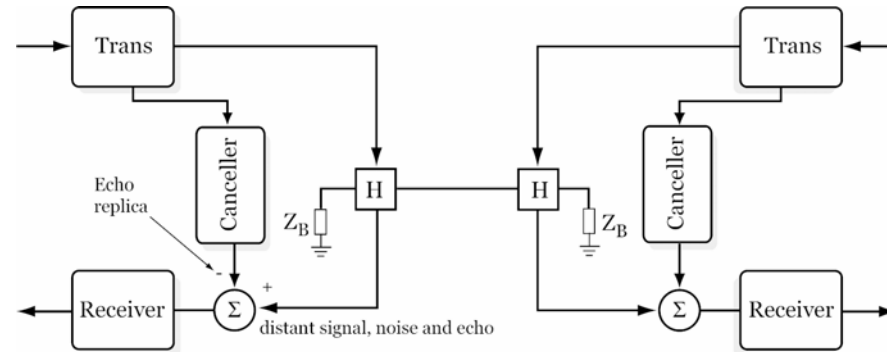 Trans
Trans
Canceller
Canceller
Echo
replica
H
H
Z_B
Z_B
-
+
Receiver
Σ
Σ
Receiver
distant signal, noise and echo